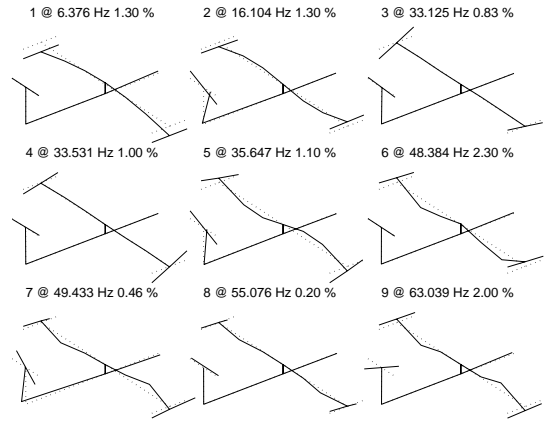 1 @ 6.376 Hz 1.30 %
2 @ 16.104 Hz 1.30 %
3 @ 33.125 Hz 0.83 %
4 @ 33.531 Hz 1.00 %
5 @ 35.647 Hz 1.10 %
6 @ 48.384 Hz 2.30 %
7 @ 49.433 Hz 0.46 %
8 @ 55.076 Hz 0.20 %
9 @ 63.039 Hz 2.00 %